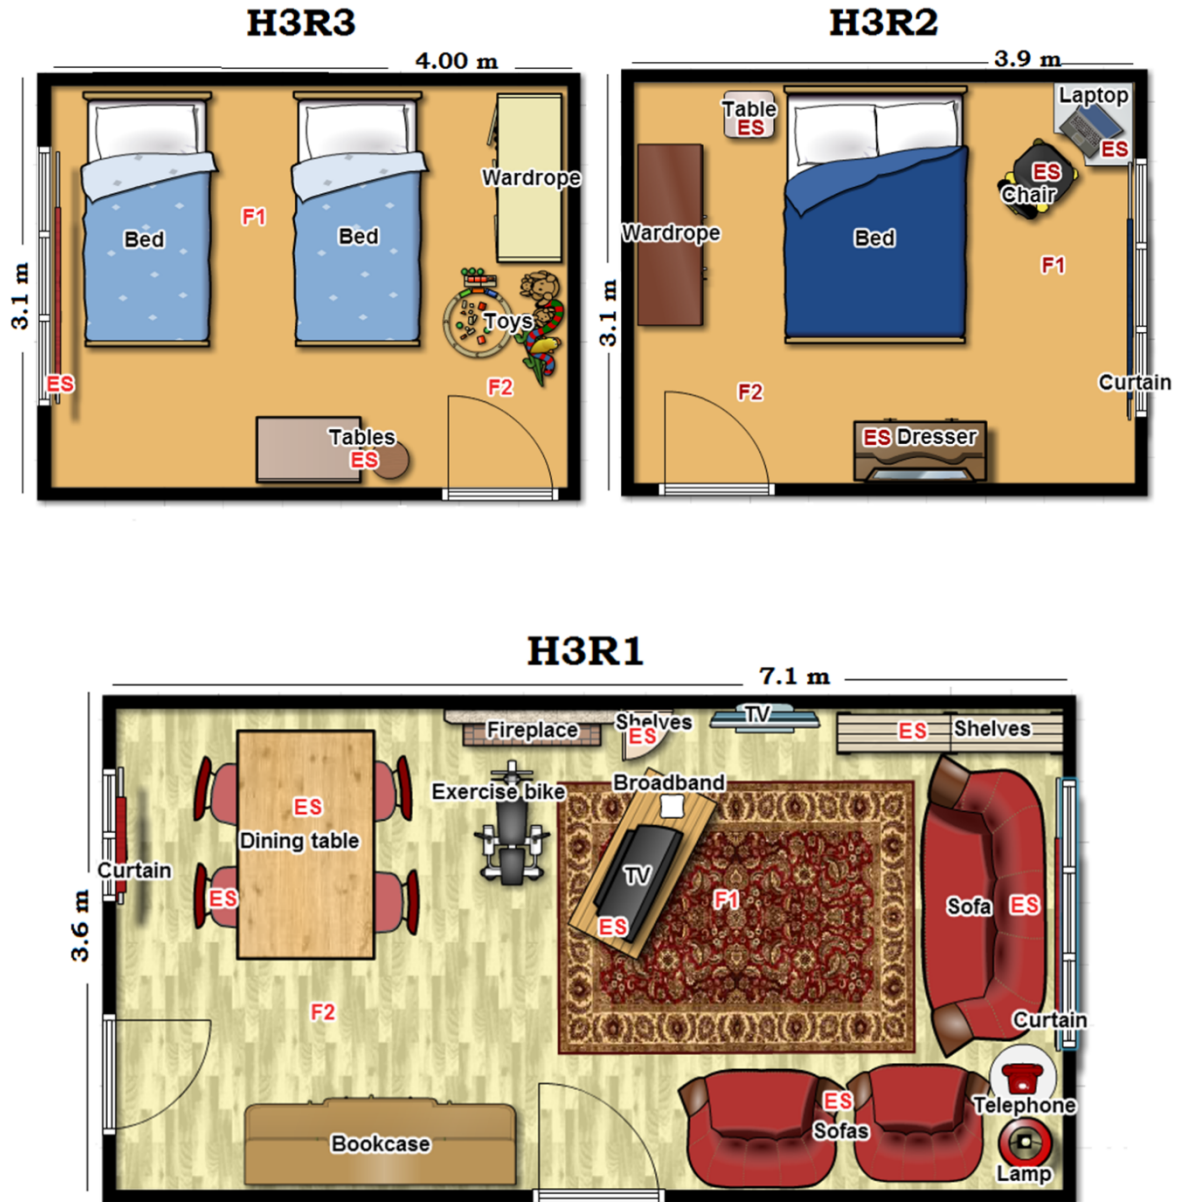 H3R3
4.00 m
3.1 m
Wardrope
F1
Bed
Bed
Toys
ES
F2
Tables
ES
H3R2
3.9 m
3.1 m
Laptop
Table
ES
ES
ES
Chair
Wardrope
Bed
F1
Curtain
F2
ES Dresser
H3R1
7.1 m
3.6 m
TV
Shelves
ES
Fireplace
ES Shelves
Broadband
Exercise bike
ES
Dining table
Curtain
TV
ES
F1
Sofa ES
ES
F2
Curtain
ES
Sofas
Telephone
Bookcase
Lamp